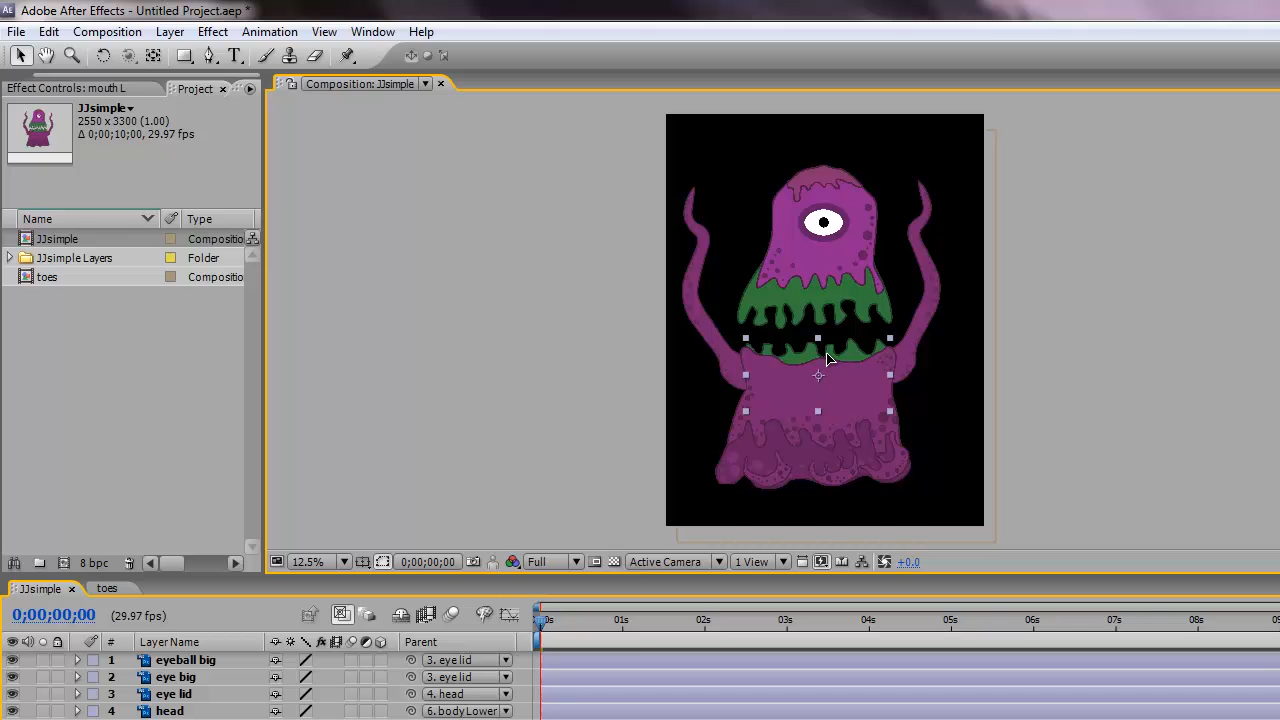 Adobe After Effects - Untitled Project.aep *
File Edit Composition Layer Effect Animation View Window Help
Effect Controls: mouth L Project Composition: JJsimple
JJsimple
2550 x 3300 (1.00)
Δ 0;00;10;00, 29.97 fps
Name Type
JJsimple Compositio
JJsimple Layers Folder
toes Compositio
8 bpc 12.5% 0;00;00;00 Full Active Camera 1 View +0.0
JJsimple toes
0;00;00;00 (29.97 fps) 0s 01s 02s 03s 04s 05s 06s 07s 08s 09
# Layer Name Parent
1 eyeball big 3. eye lid
2 eye big 3. eye lid
3 eye lid 4. head
4 head 6. bodyLower